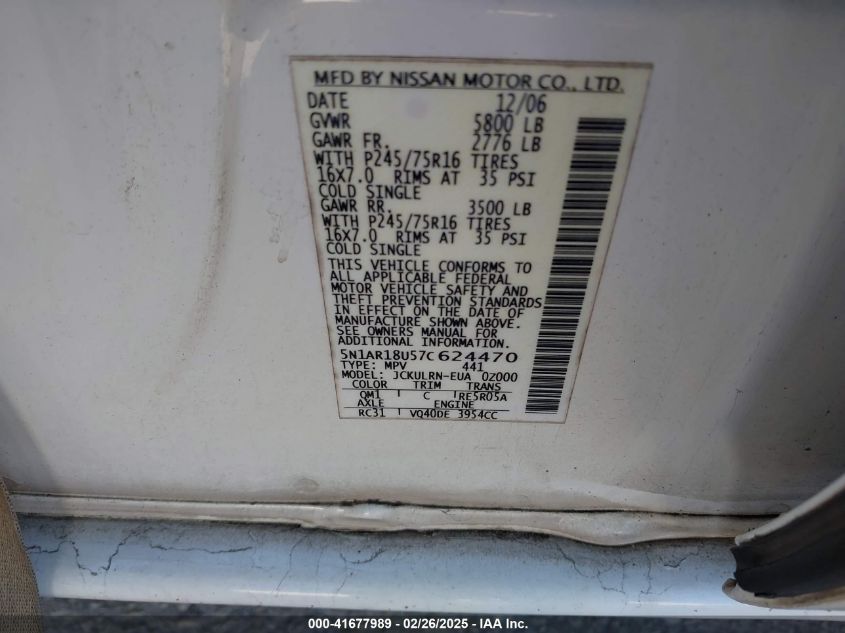 MFD BY NISSAN MOTOR CO., LTD.
DATE 12/06
GVWR 5800 LB
GAWR FR. 2776 LB
WITH P245/75R16 TIRES
16X7.0 RIMS AT 35 PSI
COLD SINGLE
GAWR RR. 3500 LB
WITH P245/75R16 TIRES
16X7.0 RIMS AT 35 PSI
COLD SINGLE
THIS VEHICLE CONFORMS TO
ALL APPLICABLE FEDERAL
MOTOR VEHICLE SAFETY AND
THEFT PREVENTION STANDARDS
IN EFFECT ON THE DATE OF
MANUFACTURE SHOWN ABOVE.
SEE OWNERS MANUAL FOR
ADDITIONAL INFORMATION.
5N1AR18U57C624470
TYPE: MPV 441
MODEL: JCKULRN-EUA 0Z000
COLOR TRIM TRANS
QM1 C RE5R05A
AXLE ENGINE
RC31 VQ40DE 3954CC
000-41677989 — 02/26/2025 — IAA Inc.